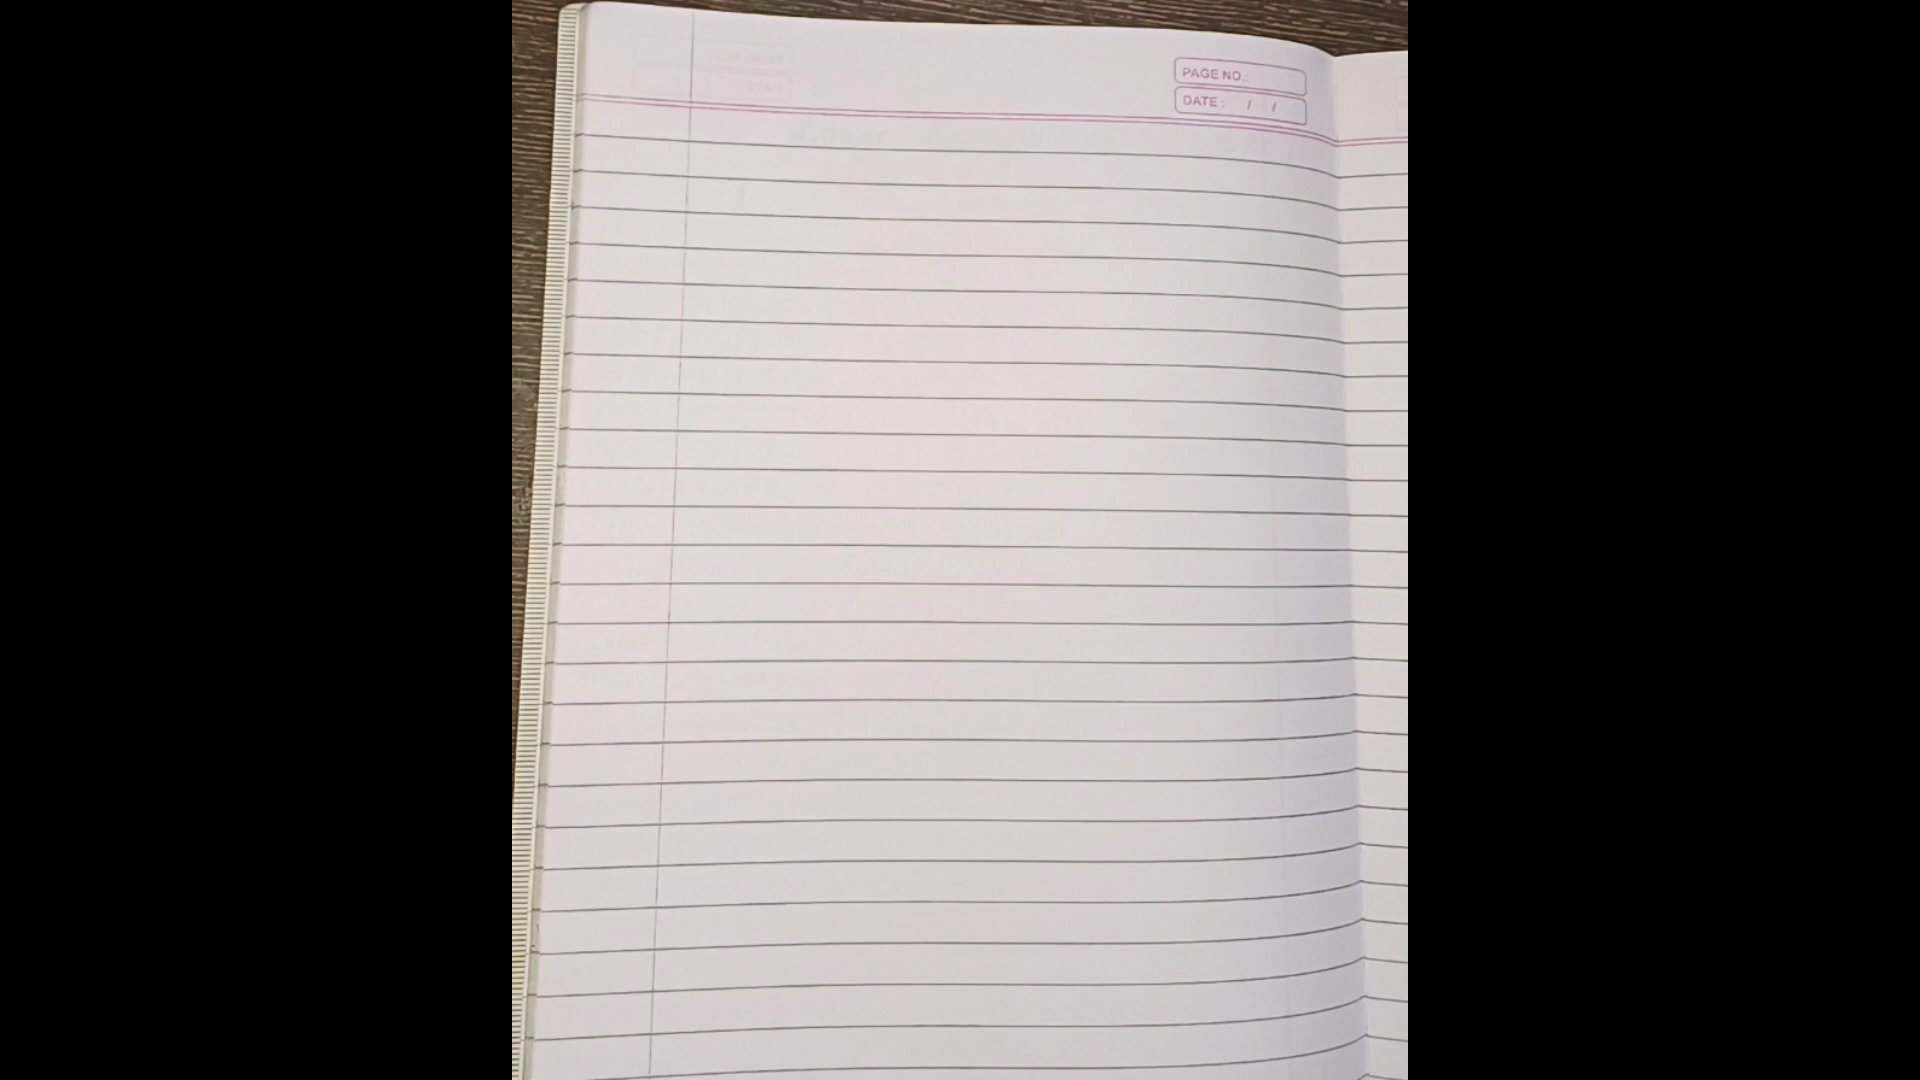 PAGE NO.:
DATE : / /